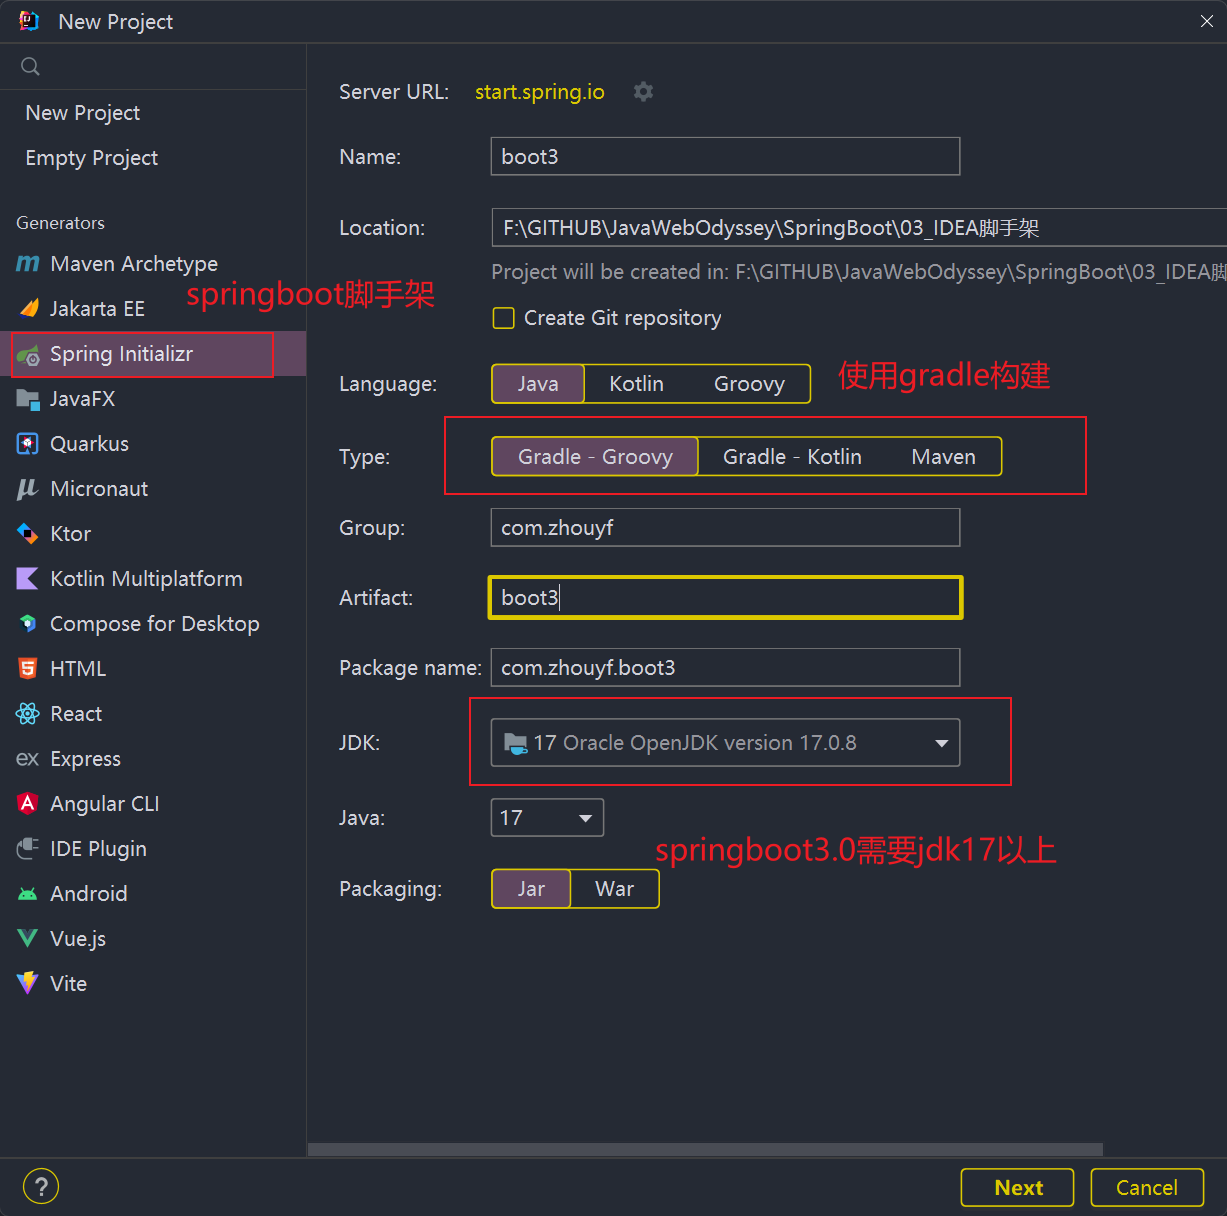 New Project
New Project
Empty Project
Generators
Maven Archetype
Jakarta EE
springboot脚手架
Spring Initializr
JavaFX
Quarkus
Micronaut
Ktor
Kotlin Multiplatform
Compose for Desktop
HTML
React
ex Express
Angular CLI
IDE Plugin
Android
Vue.js
Vite
Server URL: start.spring.io
Name: boot3
Location: F:\GITHUB\JavaWebOdyssey\SpringBoot\03_IDEA脚手架
Project will be created in: F:\GITHUB\JavaWebOdyssey\SpringBoot\03_IDEA脚
Create Git repository
Language: Java Kotlin Groovy
使用gradle构建
Type: Gradle - Groovy Gradle - Kotlin Maven
Group: com.zhouyf
Artifact: boot3
Package name: com.zhouyf.boot3
JDK: 17 Oracle OpenJDK version 17.0.8
Java: 17
springboot3.0需要jdk17以上
Packaging: Jar War
? Next Cancel